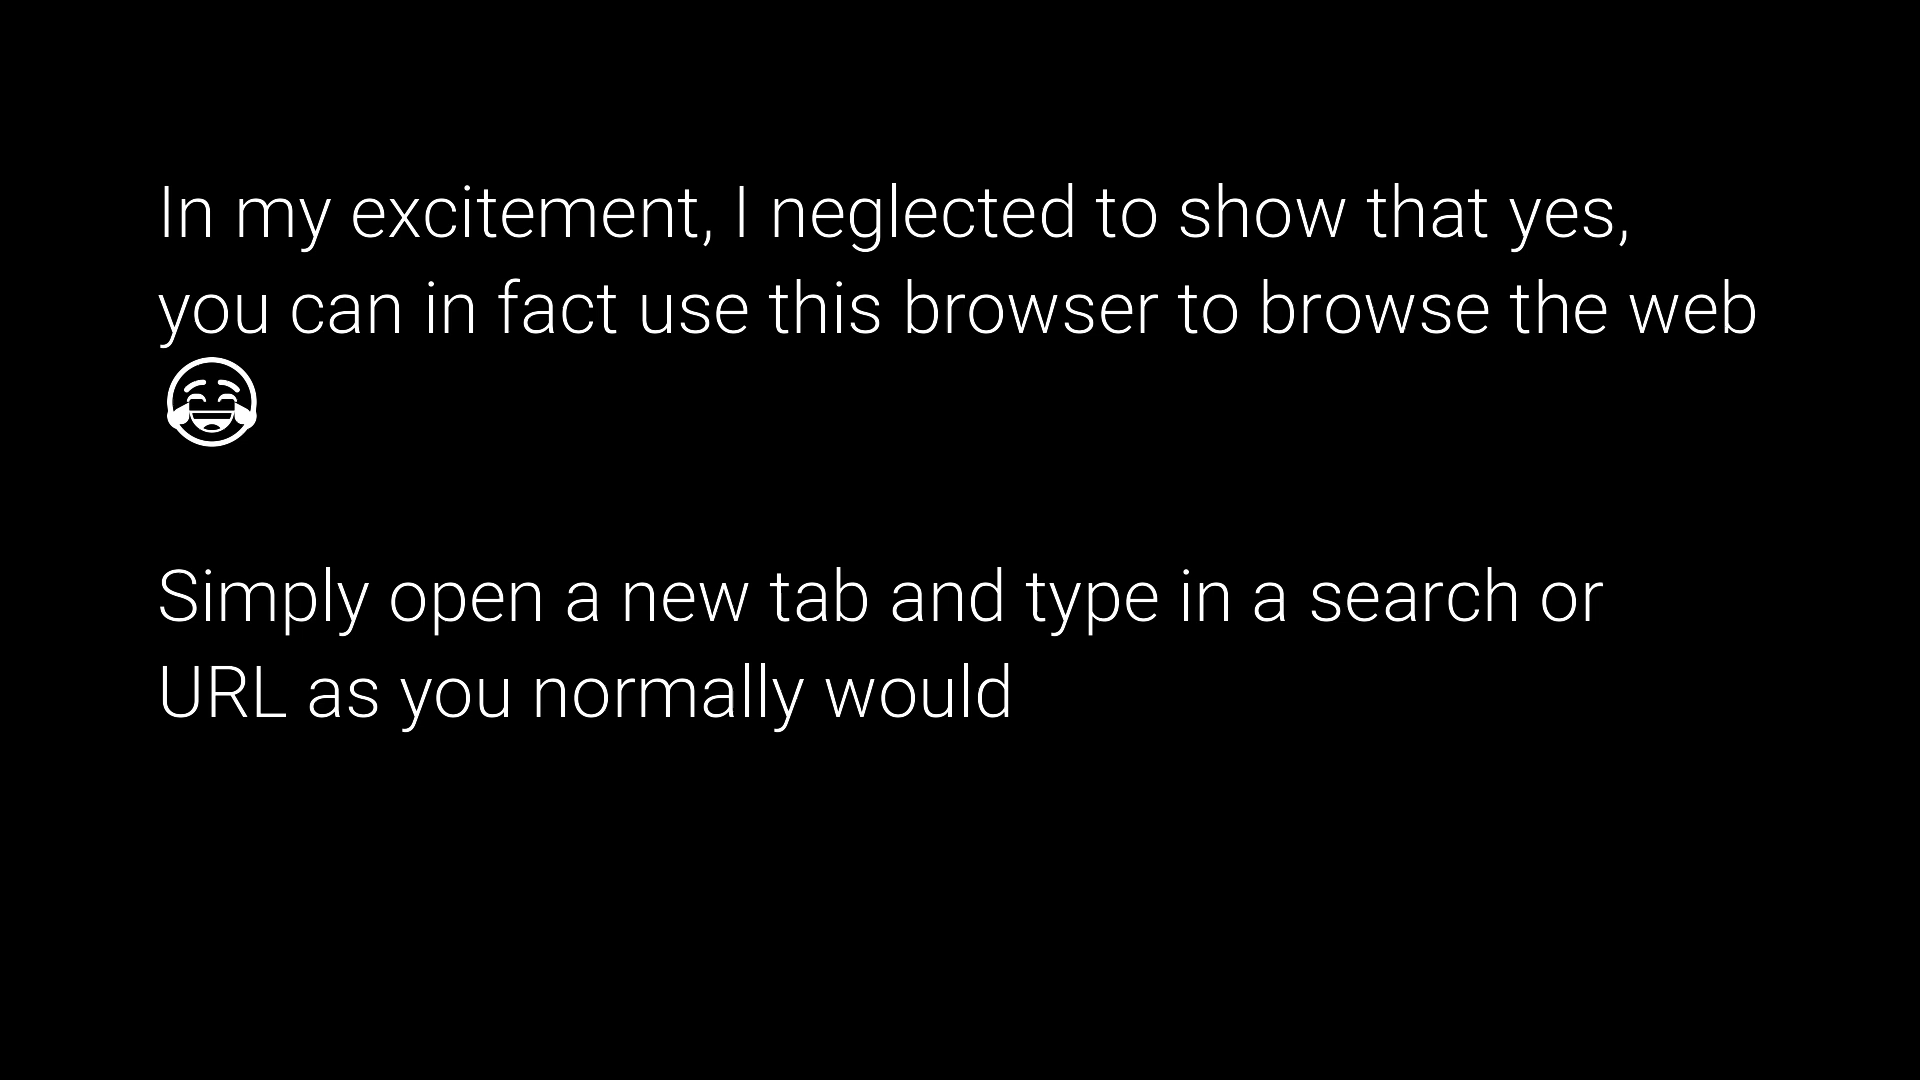 In my excitement, I neglected to show that yes,
you can in fact use this browser to browse the web
😂
Simply open a new tab and type in a search or
URL as you normally would